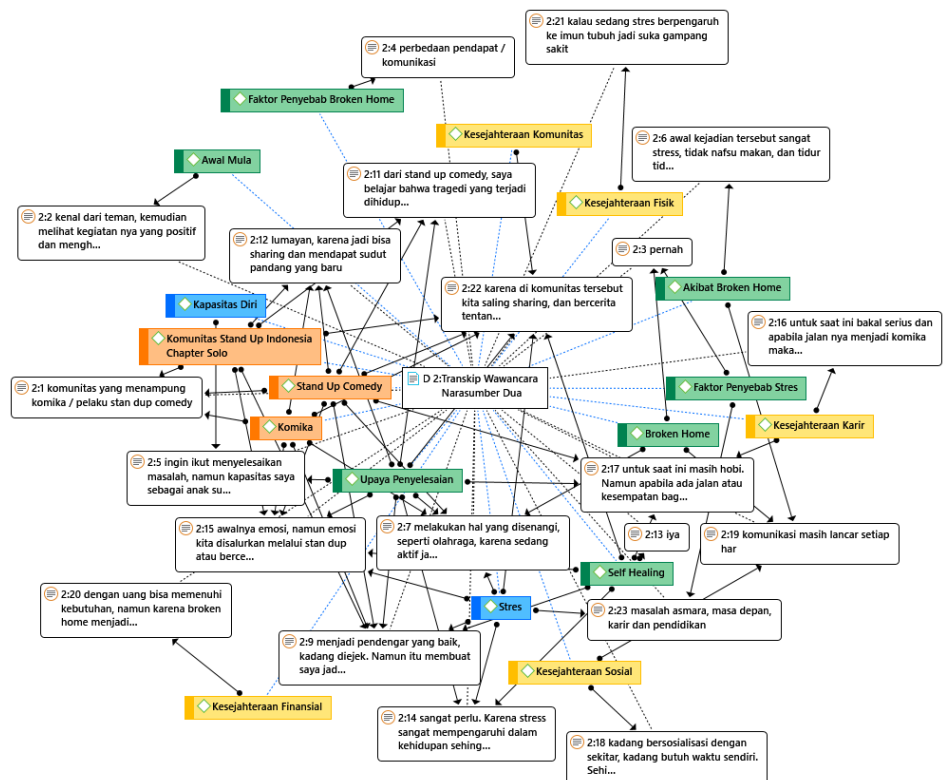 2:21 kalau sedang stres berpengaruh
ke imun tubuh jadi suka gampang
sakit
2:4 perbedaan pendapat /
komunikasi
Faktor Penyebab Broken Home
Kesejahteraan Komunitas
2:6 awal kejadian tersebut sangat
stress, tidak nafsu makan, dan tidur
tid...
Awal Mula
2:11 dari stand up comedy, saya
belajar bahwa tragedi yang terjadi
dihidup...
Kesejahteraan Fisik
2:2 kenal dari teman, kemudian
melihat kegiatan nya yang positif
dan mengh...
2:12 lumayan, karena jadi bisa
sharing dan mendapat sudut
pandang yang baru
2:3 pernah
2:22 karena di komunitas tersebut
kita saling sharing, dan bercerita
tentan...
Akibat Broken Home
Kapasitas Diri
2:16 untuk saat ini bakal serius dan
apabila jalan nya menjadi komika
maka...
Komunitas Stand Up Indonesia
Chapter Solo
Stand Up Comedy
D 2:Transkip Wawancara
Narasumber Dua
Faktor Penyebab Stres
2:1 komunitas yang menampung
komika / pelaku stan dup comedy
Komika
Broken Home
Kesejahteraan Karir
2:5 ingin ikut menyelesaikan
masalah, namun kapasitas saya
sebagai anak su...
Upaya Penyelesaian
2:17 untuk saat ini masih hobi.
Namun apabila ada jalan atau
kesempatan bag...
2:15 awalnya emosi, namun emosi
kita disalurkan melalui stan dup
atau berce...
2:7 melakukan hal yang disenangi,
seperti olahraga, karena sedang
aktif ja...
2:13 iya
2:19 komunikasi masih lancar setiap
har
Self Healing
2:20 dengan uang bisa memenuhi
kebutuhan, namun karena broken
home menjadi...
Stres
2:23 masalah asmara, masa depan,
karir dan pendidikan
2:9 menjadi pendengar yang baik,
kadang diejek. Namun itu membuat
saya jad...
Kesejahteraan Sosial
Kesejahteraan Finansial
2:14 sangat perlu. Karena stress
sangat mempengaruhi dalam
kehidupan sehing...
2:18 kadang bersosialisasi dengan
sekitar, kadang butuh waktu sendiri.
Sehi...